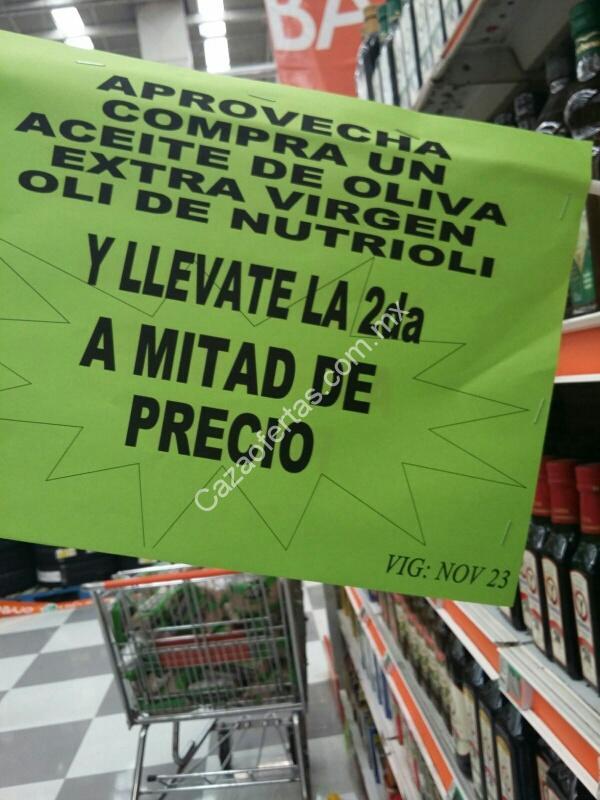 BA
APROVECHA
COMPRA UN
ACEITE DE OLIVA
EXTRA VIRGEN
OLI DE NUTRIOLI
Y LLEVATE LA 2da
A MITAD DE
PRECIO
Cazaofertas.com.mx
VIG: NOV 23